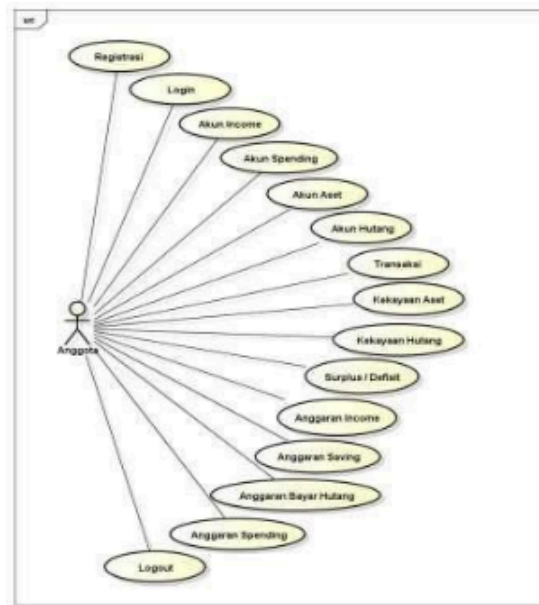 uc
Registrasi
Login
Akun Income
Akun Spending
Akun Aset
Akun Hutang
Transaksi
Kekayaan Aset
Kekayaan Hutang
Surplus / Defisit
Anggota
Anggaran Income
Anggaran Saving
Anggaran Bayar Hutang
Anggaran Spending
Logout